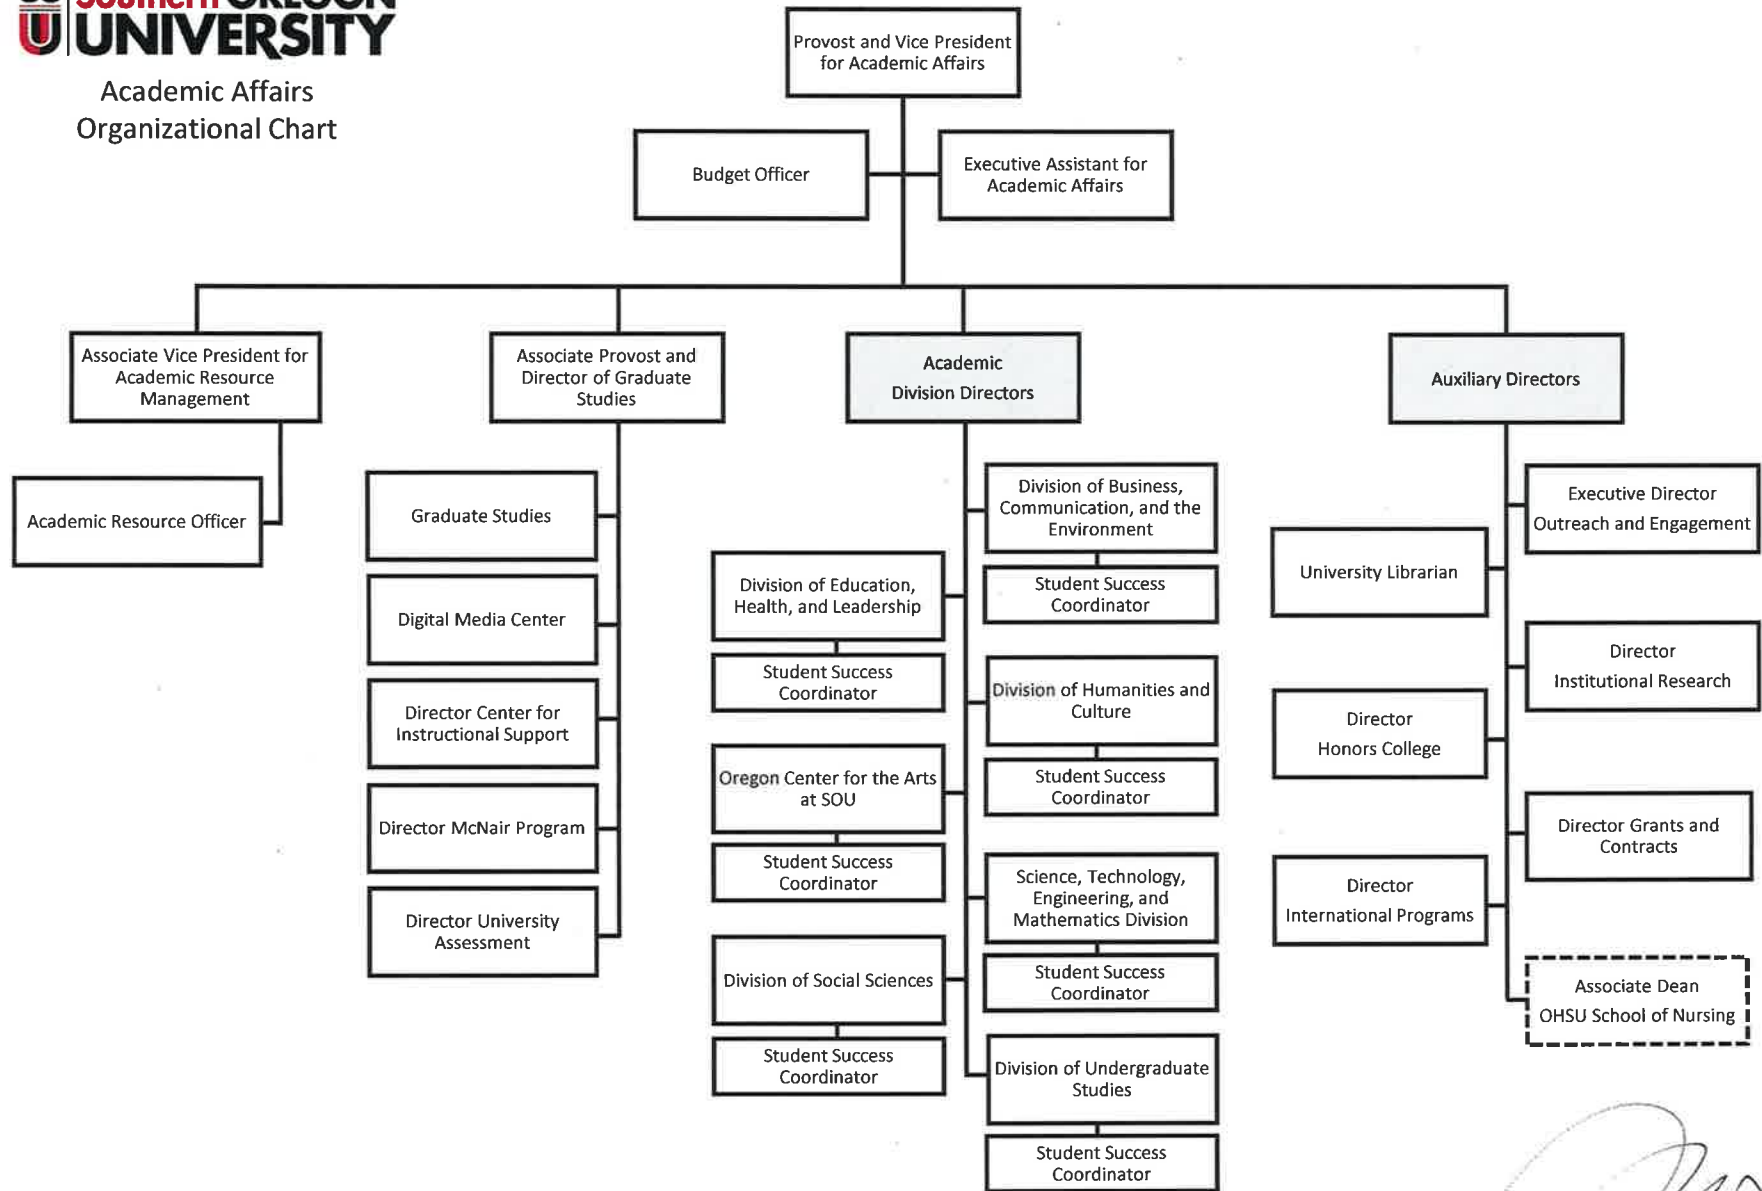 Southern OREGON
UNIVERSITY
Academic Affairs
Organizational Chart
Provost and Vice President
for Academic Affairs
Budget Officer
Executive Assistant for
Academic Affairs
Associate Vice President for
Academic Resource
Management
Associate Provost and
Director of Graduate
Studies
Academic
Division Directors
Auxiliary Directors
Academic Resource Officer
Graduate Studies
Digital Media Center
Director Center for
Instructional Support
Director McNair Program
Director University
Assessment
Division of Business,
Communication, and the
Environment
Student Success
Coordinator
Division of Education,
Health, and Leadership
Student Success
Coordinator
Division of Humanities and
Culture
Student Success
Coordinator
Oregon Center for the Arts
at SOU
Student Success
Coordinator
Science, Technology,
Engineering, and
Mathematics Division
Student Success
Coordinator
Division of Social Sciences
Student Success
Coordinator
Division of Undergraduate
Studies
Student Success
Coordinator
Executive Director
Outreach and Engagement
University Librarian
Director
Institutional Research
Director
Honors College
Director Grants and
Contracts
Director
International Programs
Associate Dean
OHSU School of Nursing